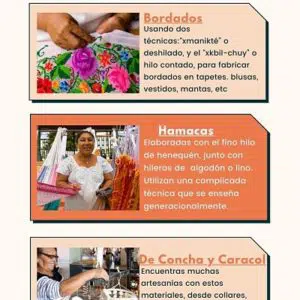 Bordados
Usando dos
técnicas:"xmanikté" o
deshilado, y el "xkbil-chuy" o
hilo contado, para fabricar
bordados en tapetes. blusas,
vestidos, mantas, etc
Hamacas
Elaboradas con el fino hilo
de henequén, junto con
hileros de algodón o lino.
Utilizan una complicada
técnica que se enseña
generacionalmente.
De Concha y Caracol
Encuentras muchas
artesanías con estos
materiales, desde collares,